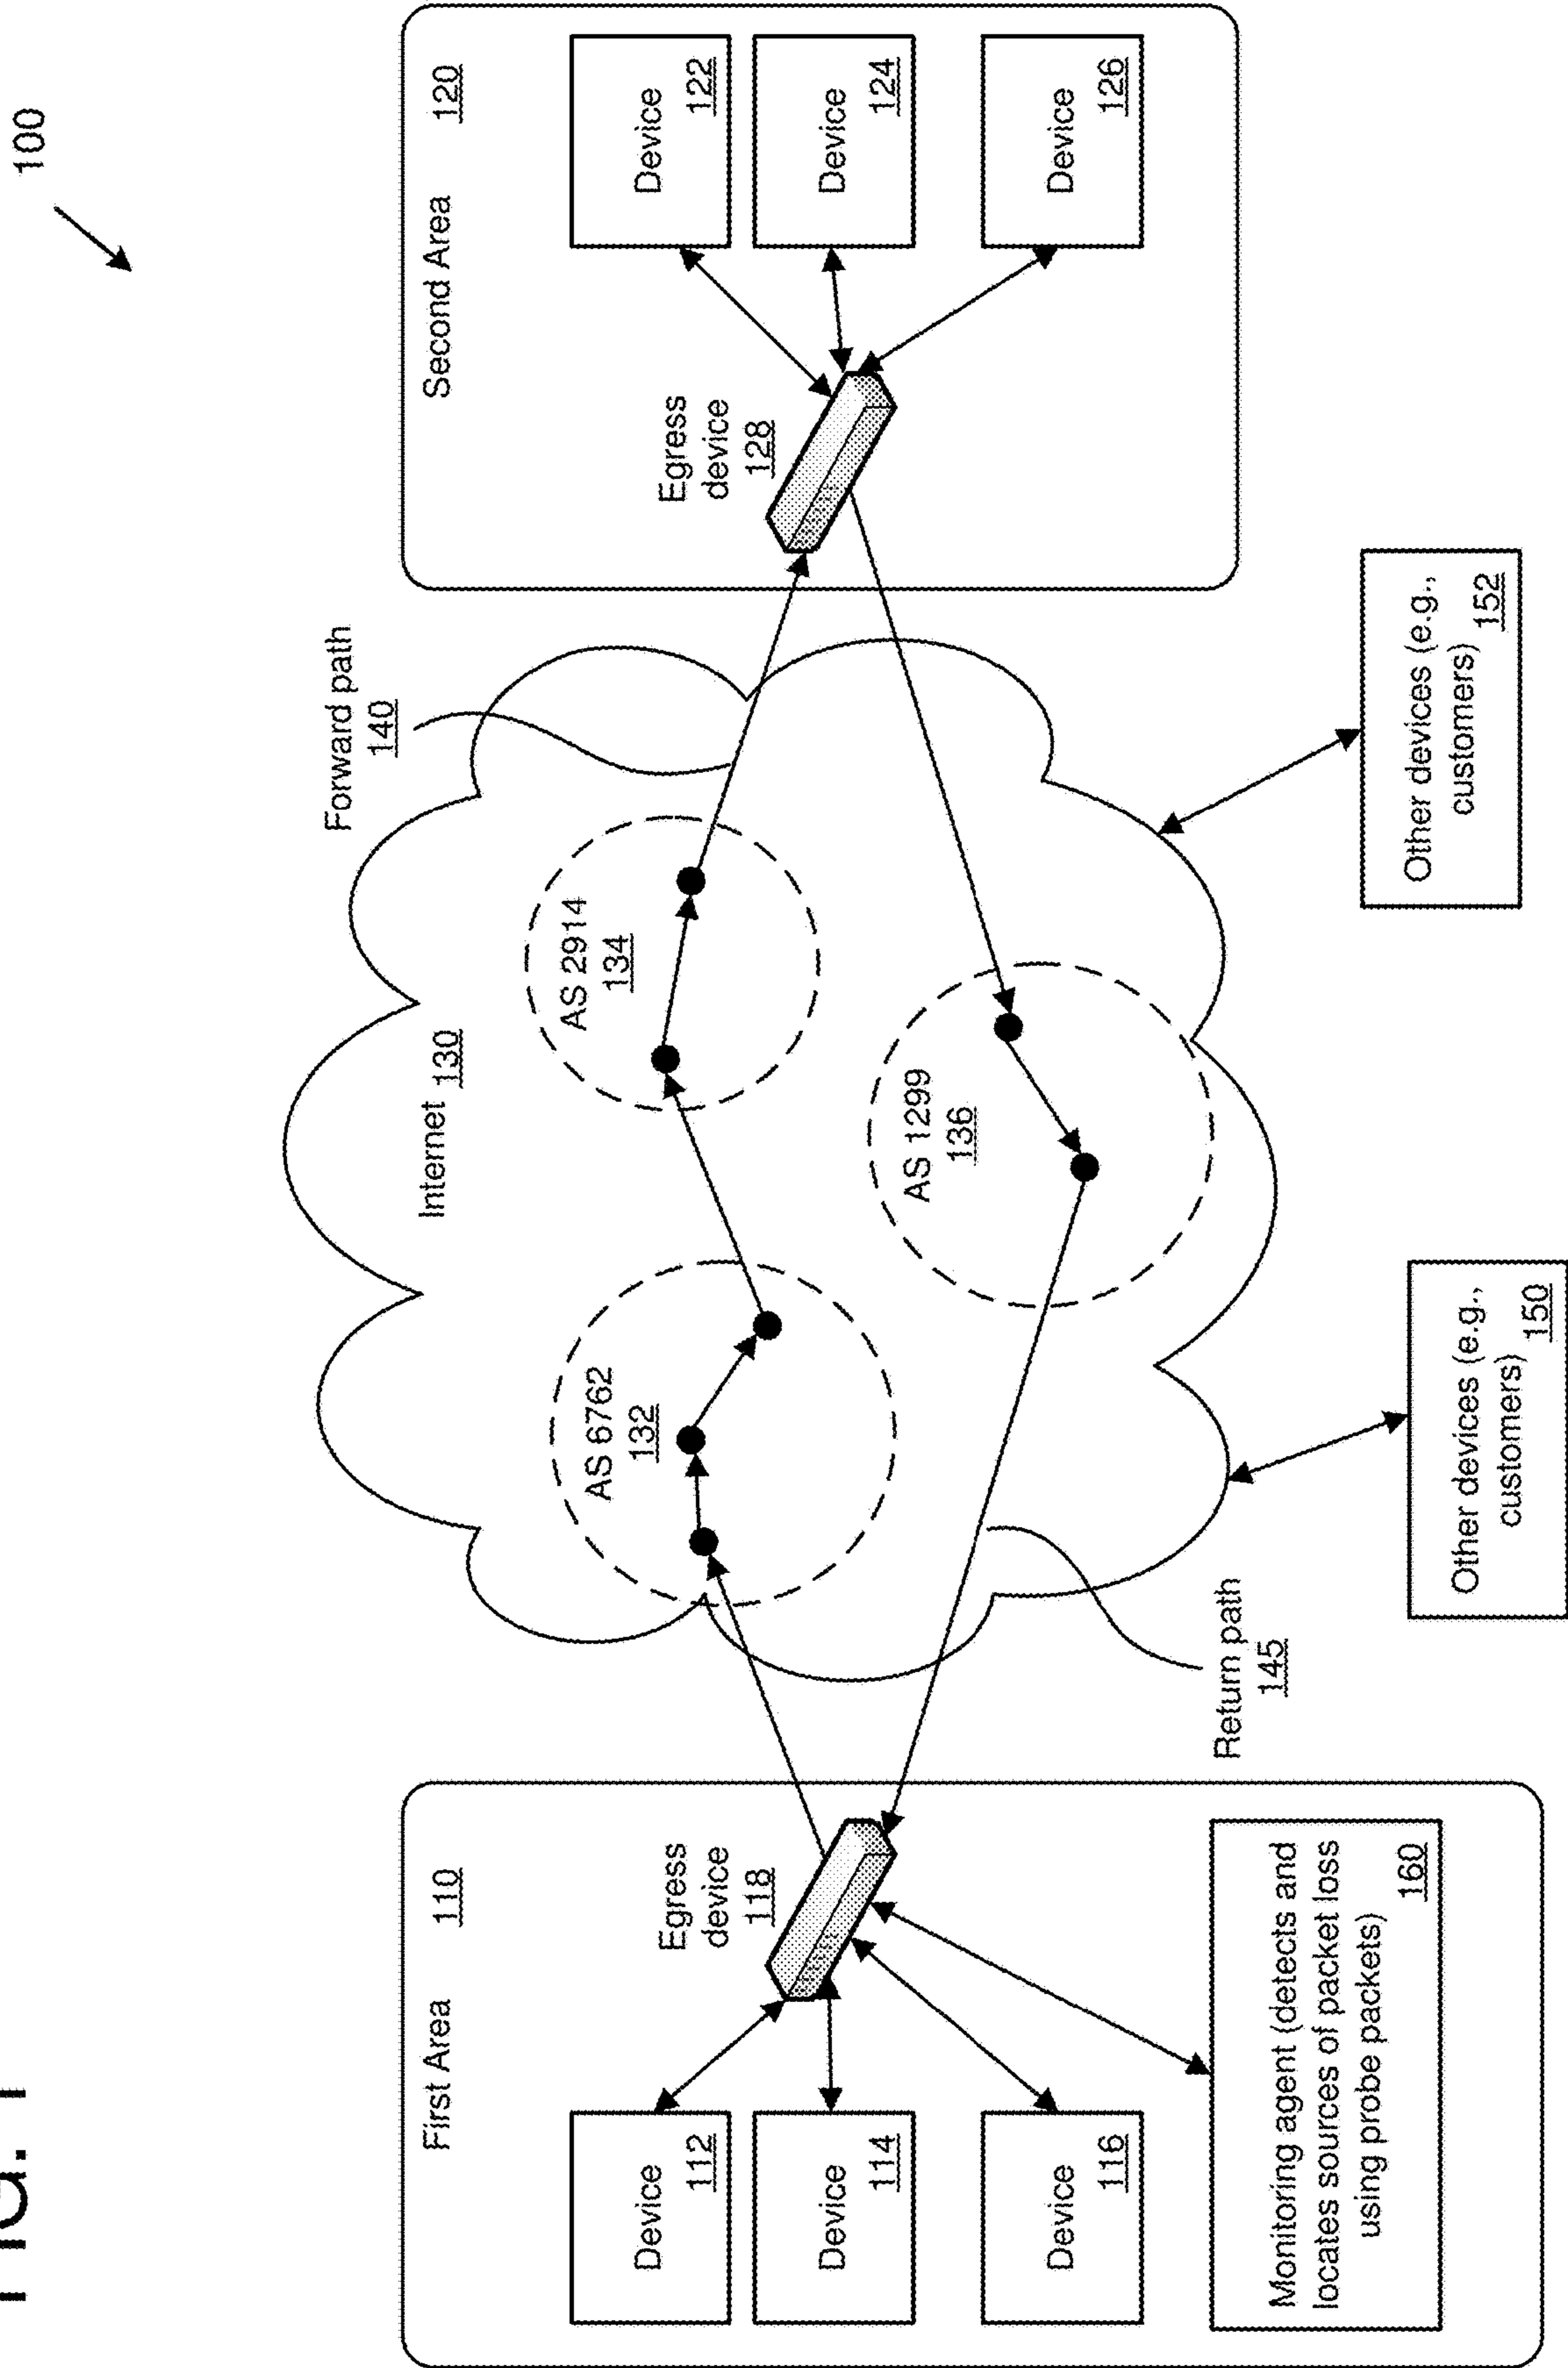 FIG. 1
100
First Area 110
Device
112
Device
114
Device
116
Egress
device
118
Monitoring agent (detects and
locates sources of packet loss
using probe packets)
160
Internet 130
AS 6762
132
AS 2914
134
AS 1299
136
Forward path
140
Return path
145
Second Area 120
Egress
device
128
Device
122
Device
124
Device
126
Other devices (e.g.,
customers) 150
Other devices (e.g.,
customers) 152